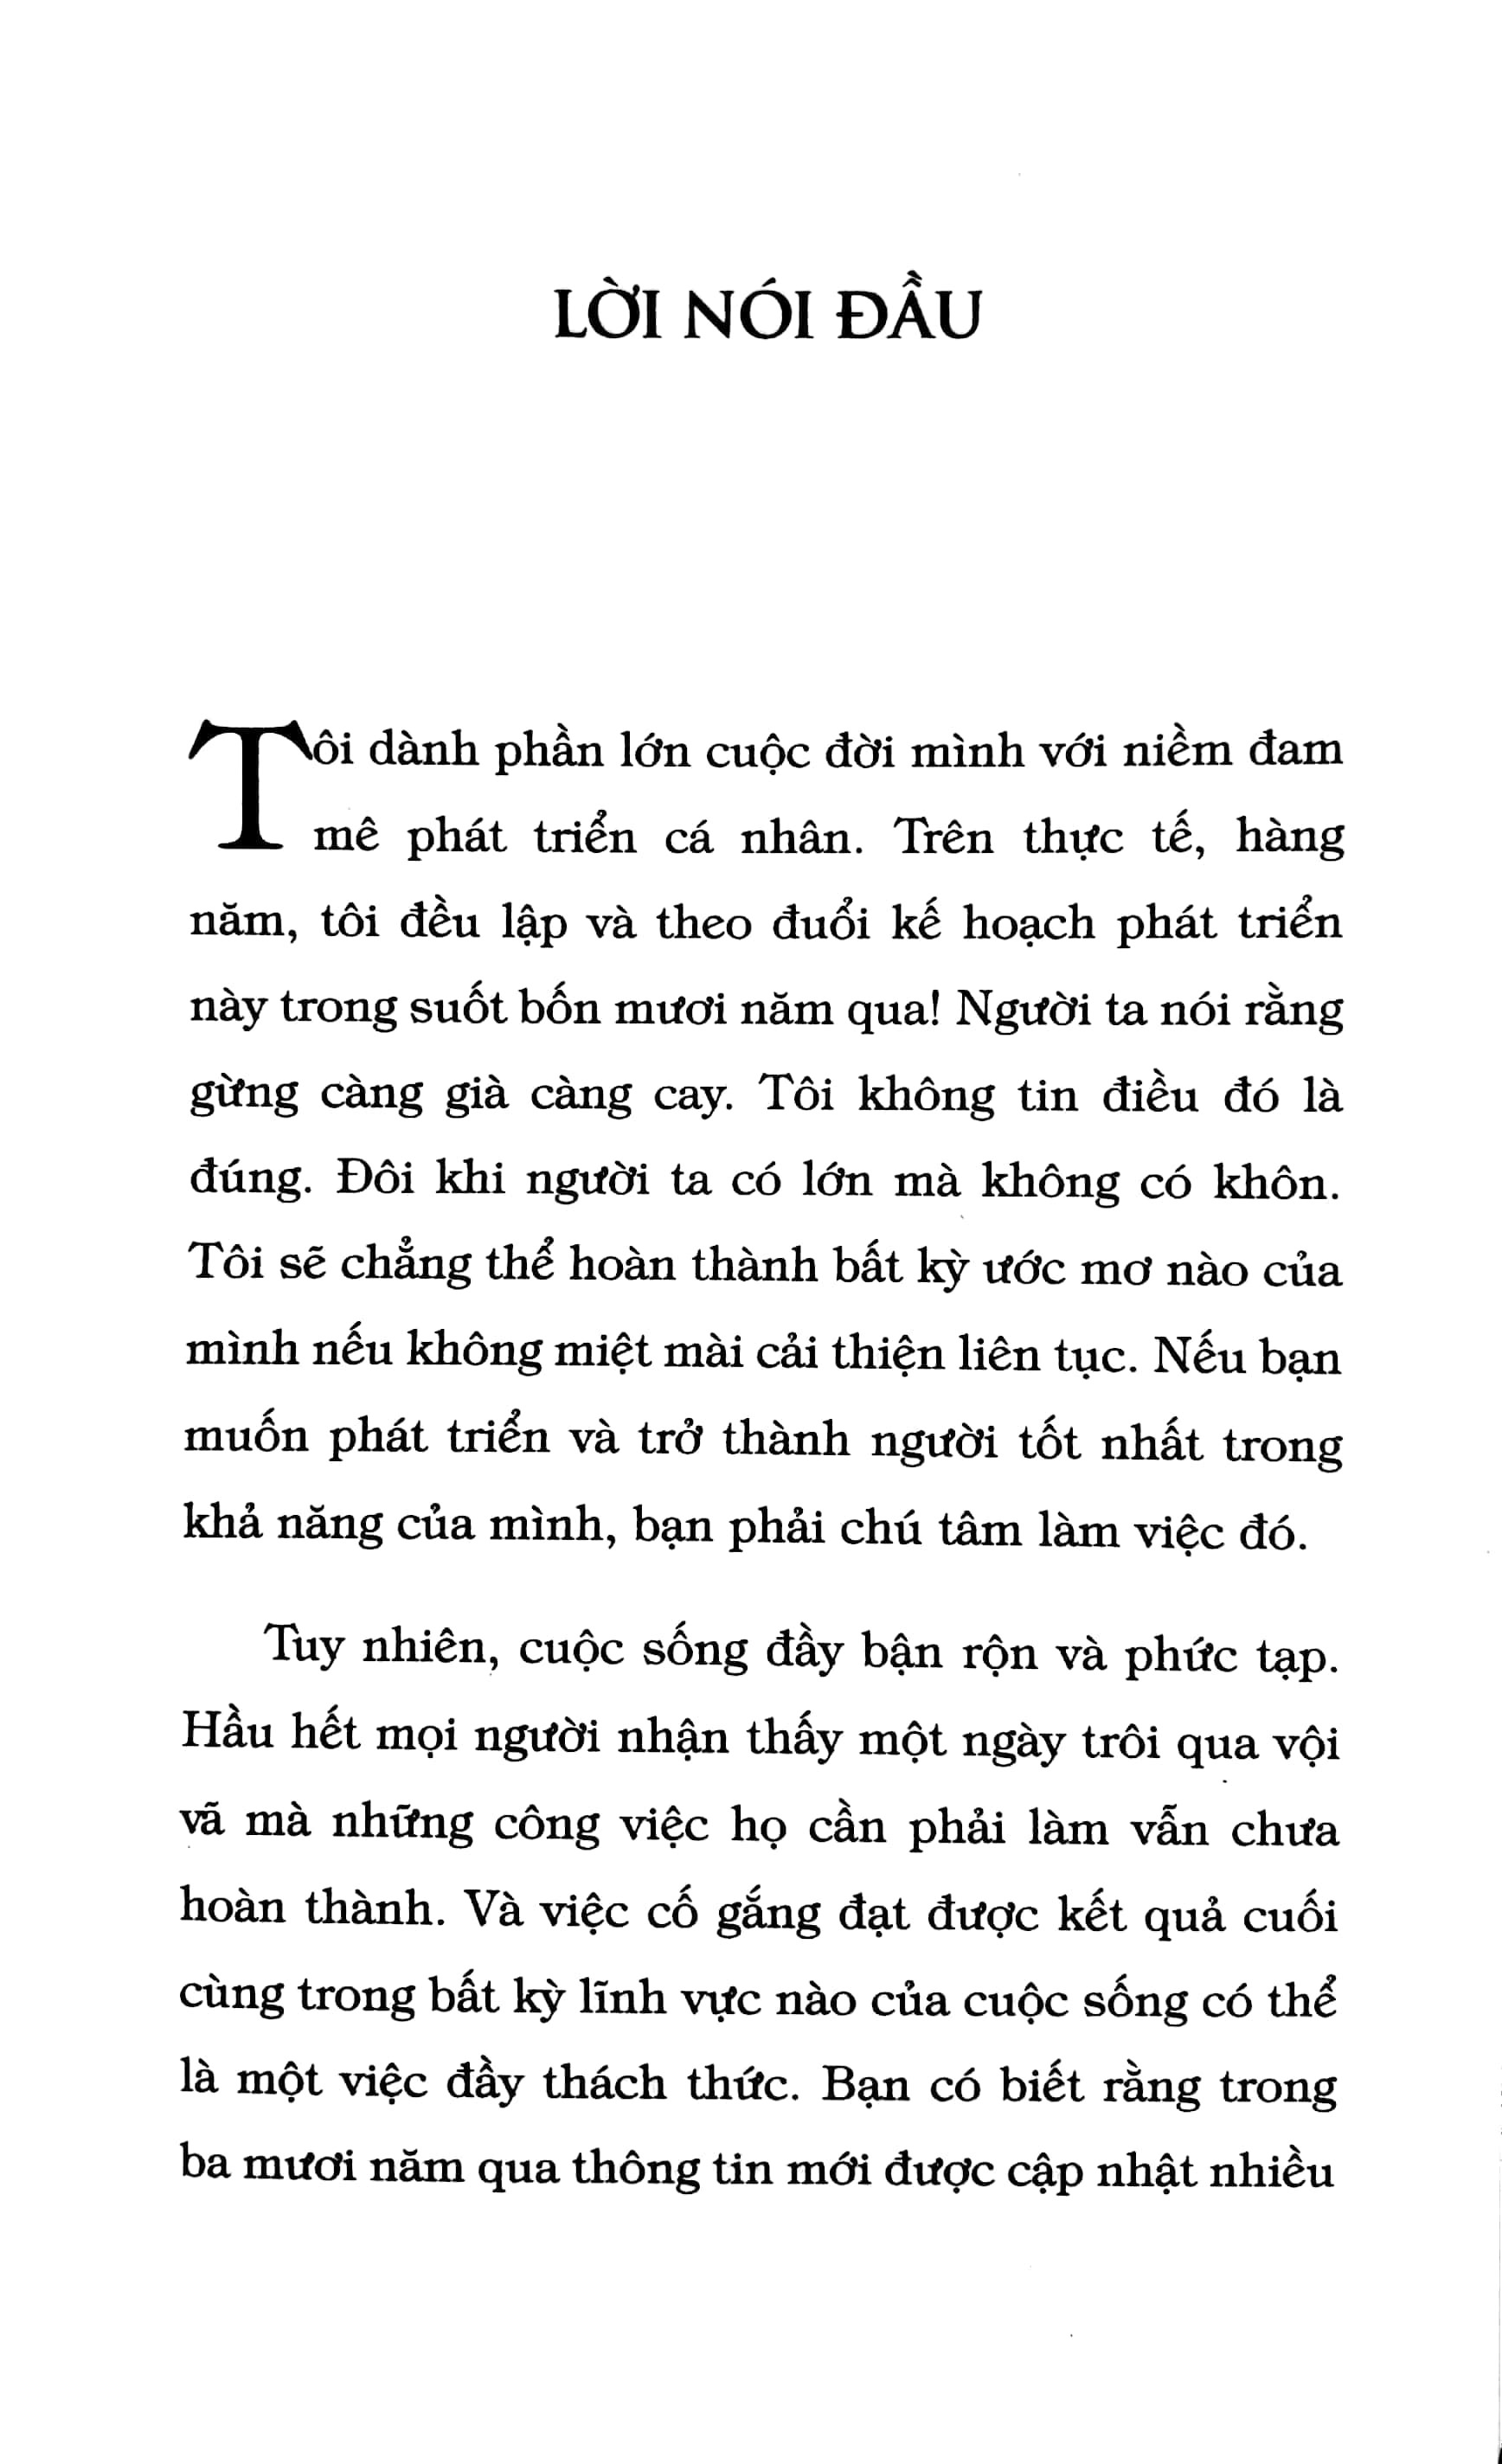 LỜI NÓI ĐẦU
Tôi dành phần lớn cuộc đời mình với niềm đam
mê phát triển cá nhân. Trên thực tế, hàng
năm, tôi đều lập và theo đuổi kế hoạch phát triển
này trong suốt bốn mươi năm qua! Người ta nói rằng
gừng càng già càng cay. Tôi không tin điều đó là
đúng. Đôi khi người ta có lớn mà không có khôn.
Tôi sẽ chẳng thể hoàn thành bất kỳ ước mơ nào của
mình nếu không miệt mài cải thiện liên tục. Nếu bạn
muốn phát triển và trở thành người tốt nhất trong
khả năng của mình, bạn phải chú tâm làm việc đó.
Tuy nhiên, cuộc sống đầy bận rộn và phức tạp.
Hầu hết mọi người nhận thấy một ngày trôi qua vội
vã mà những công việc họ cần phải làm vẫn chưa
hoàn thành. Và việc cố gắng đạt được kết quả cuối
cùng trong bất kỳ lĩnh vực nào của cuộc sống có thể
là một việc đầy thách thức. Bạn có biết rằng trong
ba mươi năm qua thông tin mới được cập nhật nhiều